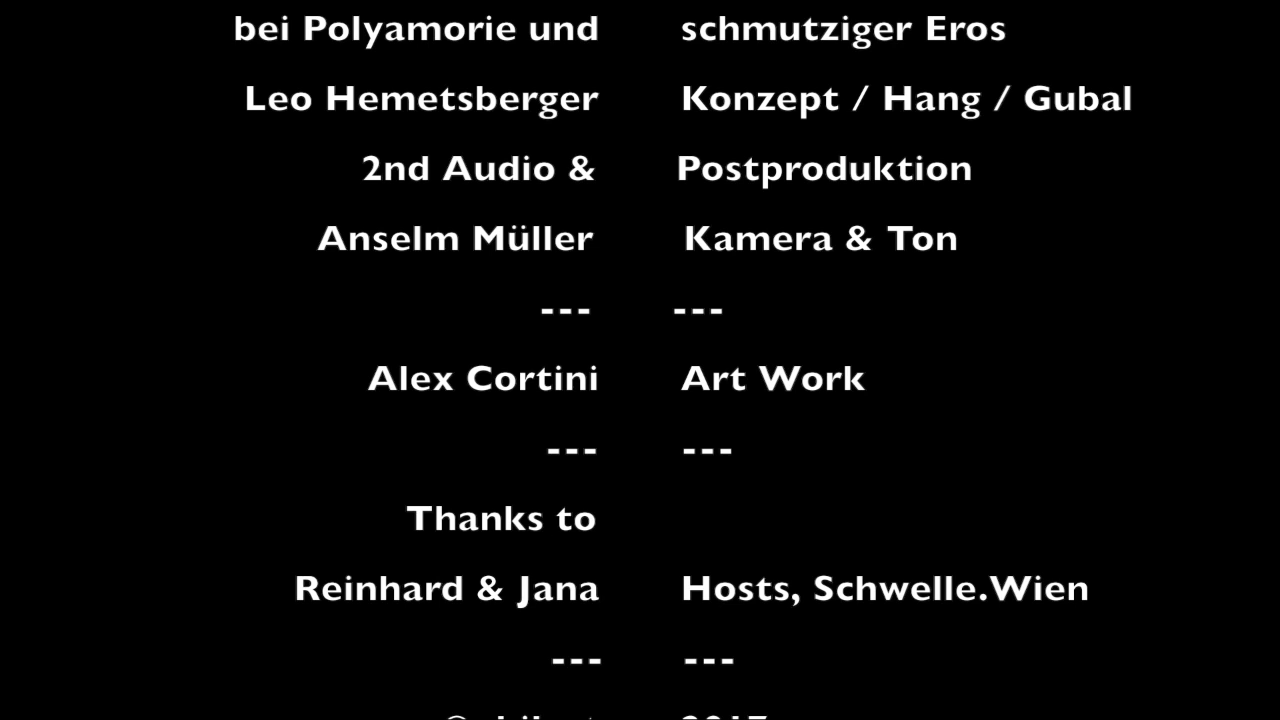 bei Polyamorie und schmutziger Eros
Leo Hemetsberger Konzept / Hang / Gubal
2nd Audio & Postproduktion
Anselm Müller Kamera & Ton
--- ---
Alex Cortini Art Work
--- ---
Thanks to
Reinhard & Jana Hosts, Schwelle.Wien
--- ---
2017